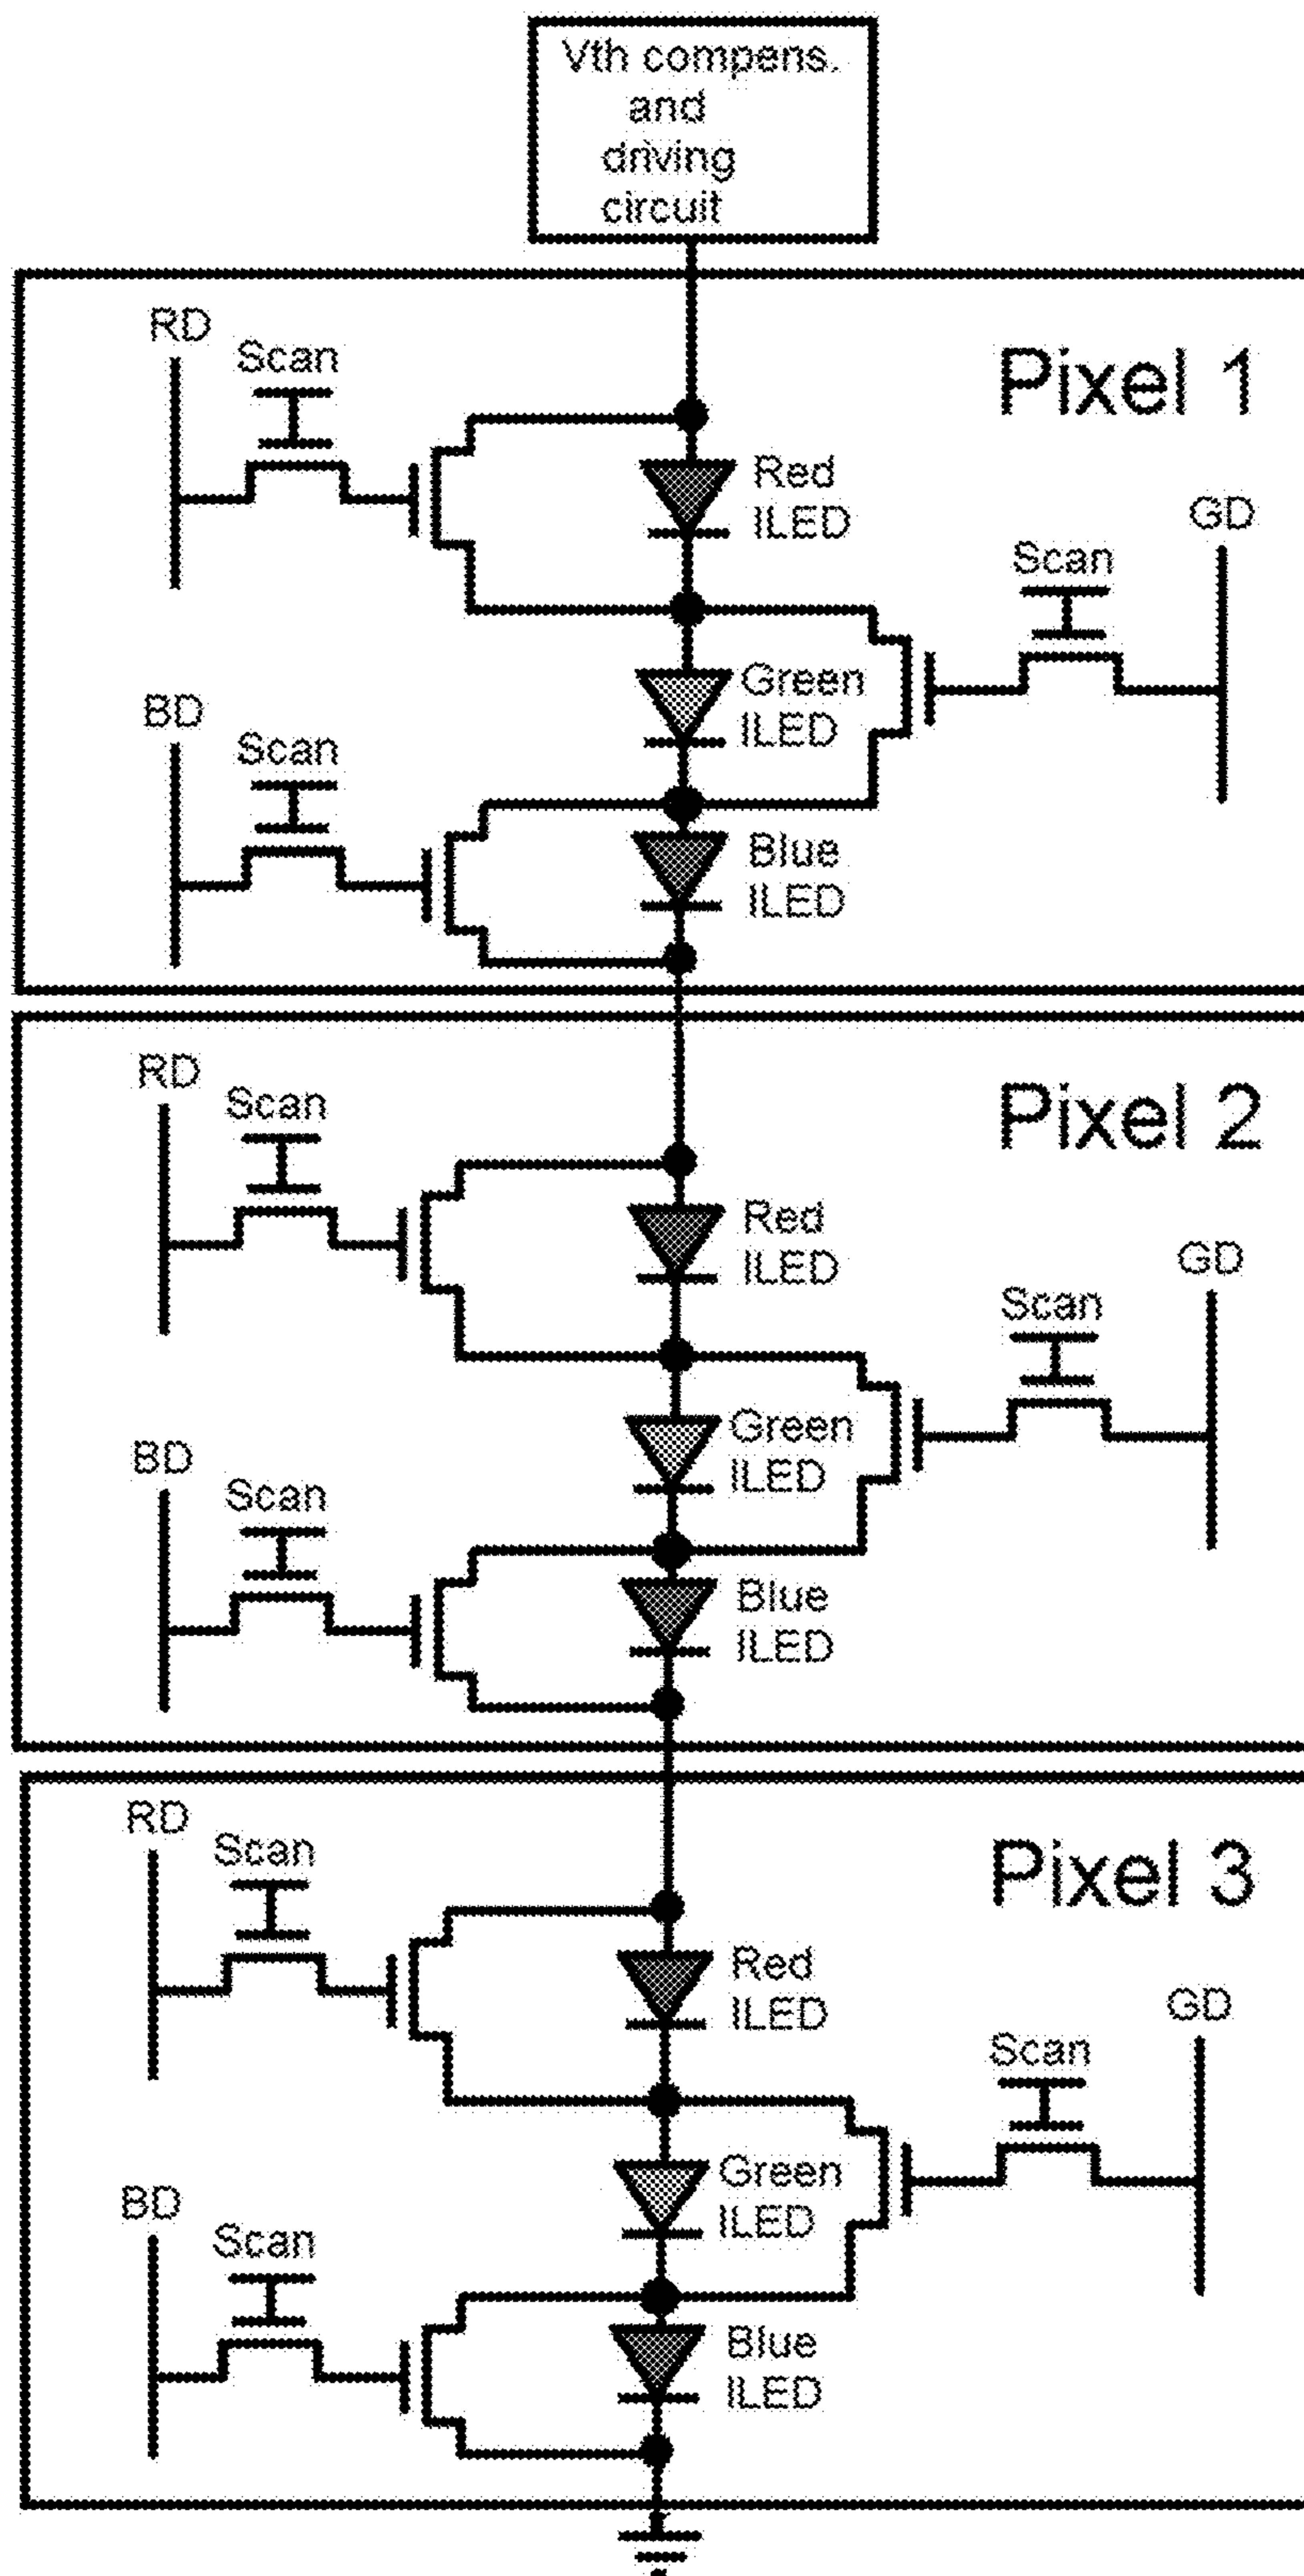 Vth compens.
and
driving
circuit
Pixel 1
RD
Scan
Red
ILED
GD
Scan
Green
ILED
BD
Scan
Blue
ILED
Pixel 2
RD
Scan
Red
ILED
GD
Scan
Green
ILED
BD
Scan
Blue
ILED
Pixel 3
RD
Scan
Red
ILED
GD
Scan
Green
ILED
BD
Scan
Blue
ILED